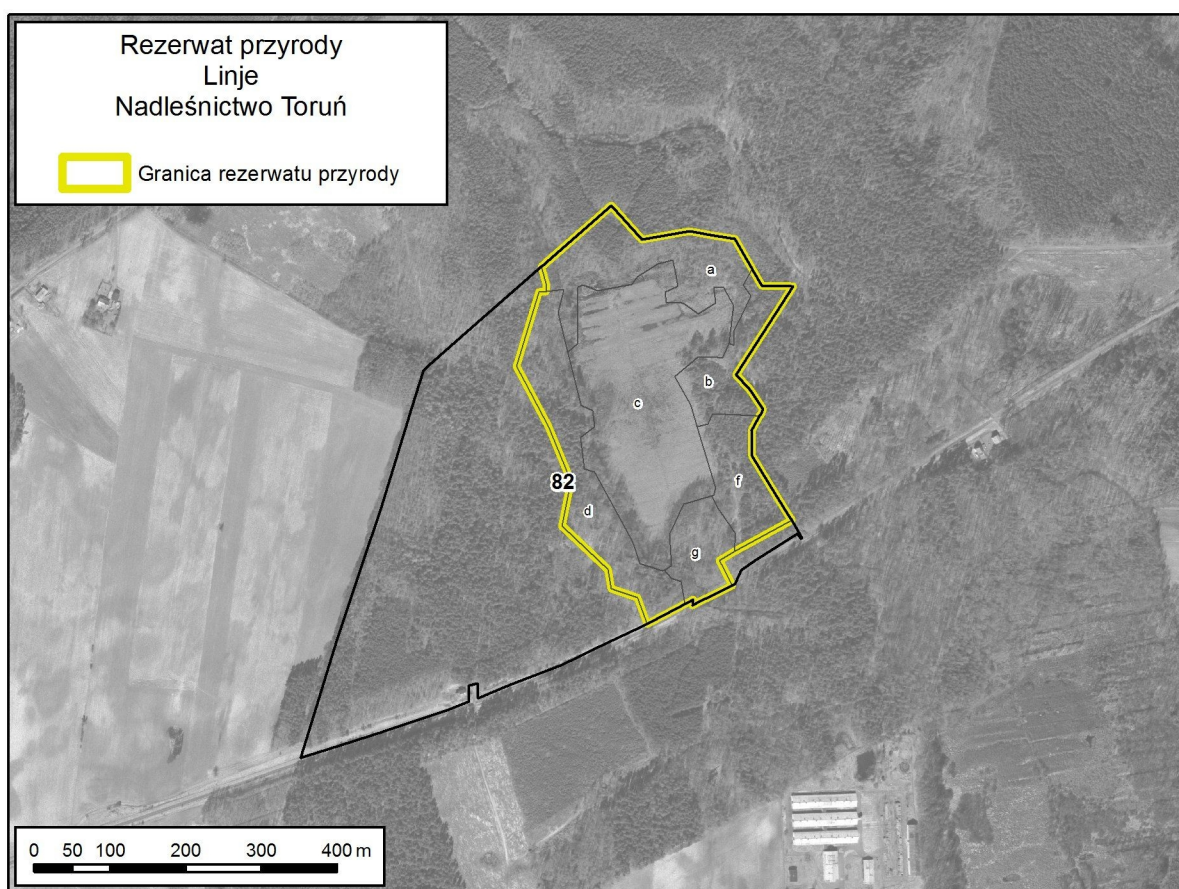 Rezerwat przyrody
Linje
Nadleśnictwo Toruń
Granica rezerwatu przyrody
a
b
c
82
f
d
g
0 50 100 200 300 400 m